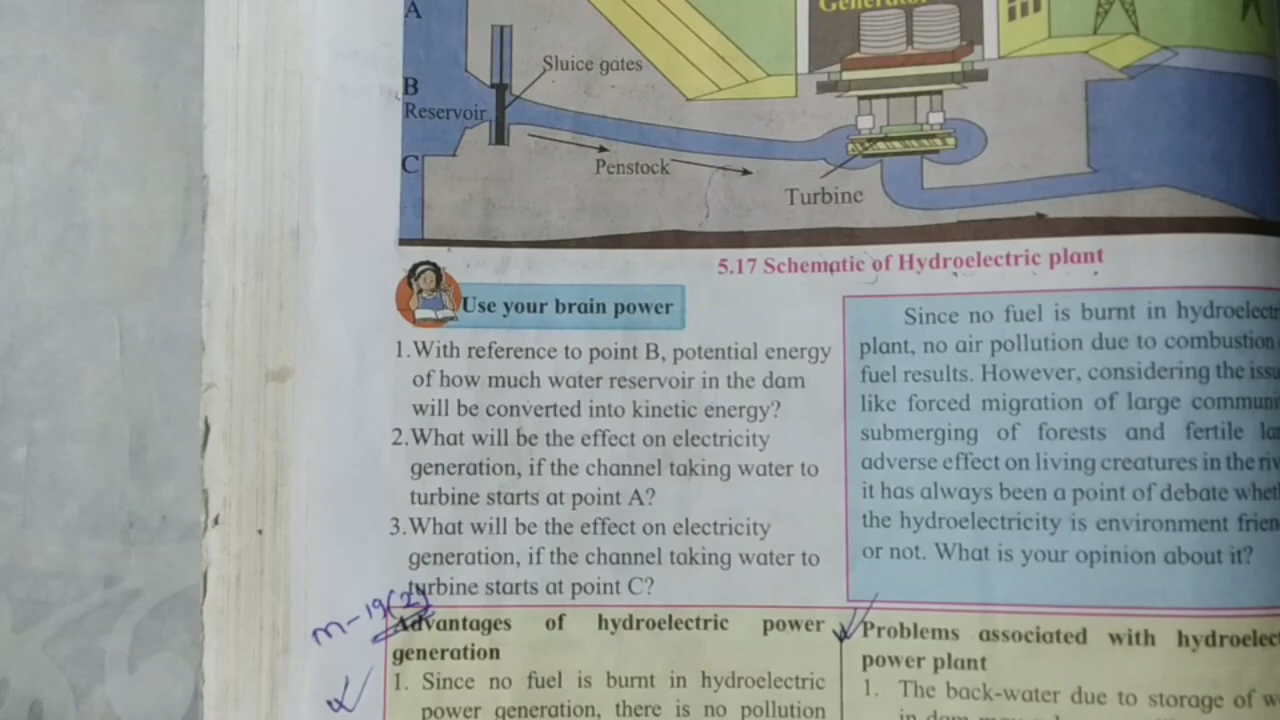 A
Generator
Sluice gates
B
Reservoir
C
Penstock
Turbine
5.17 Schematic of Hydroelectric plant
Use your brain power
1.With reference to point B, potential energy
of how much water reservoir in the dam
will be converted into kinetic energy?
2.What will be the effect on electricity
generation, if the channel taking water to
turbine starts at point A?
3.What will be the effect on electricity
generation, if the channel taking water to
turbine starts at point C?
Since no fuel is burnt in
plant, no air pollution due to combustion
fuel results. However, considering the
like forced migration of large
submerging of forests and fertile
adverse effect on living creatures in the
it has always been a point of debate
the hydroelectricity is environment
or not. What is your opinion about it?
m-19(2)
Advantages of hydroelectric power
generation
1. Since no fuel is burnt in hydroelectric
power generation, there is no pollution
Problems associated with
power plant
1. The back-water due to storage of
in dam